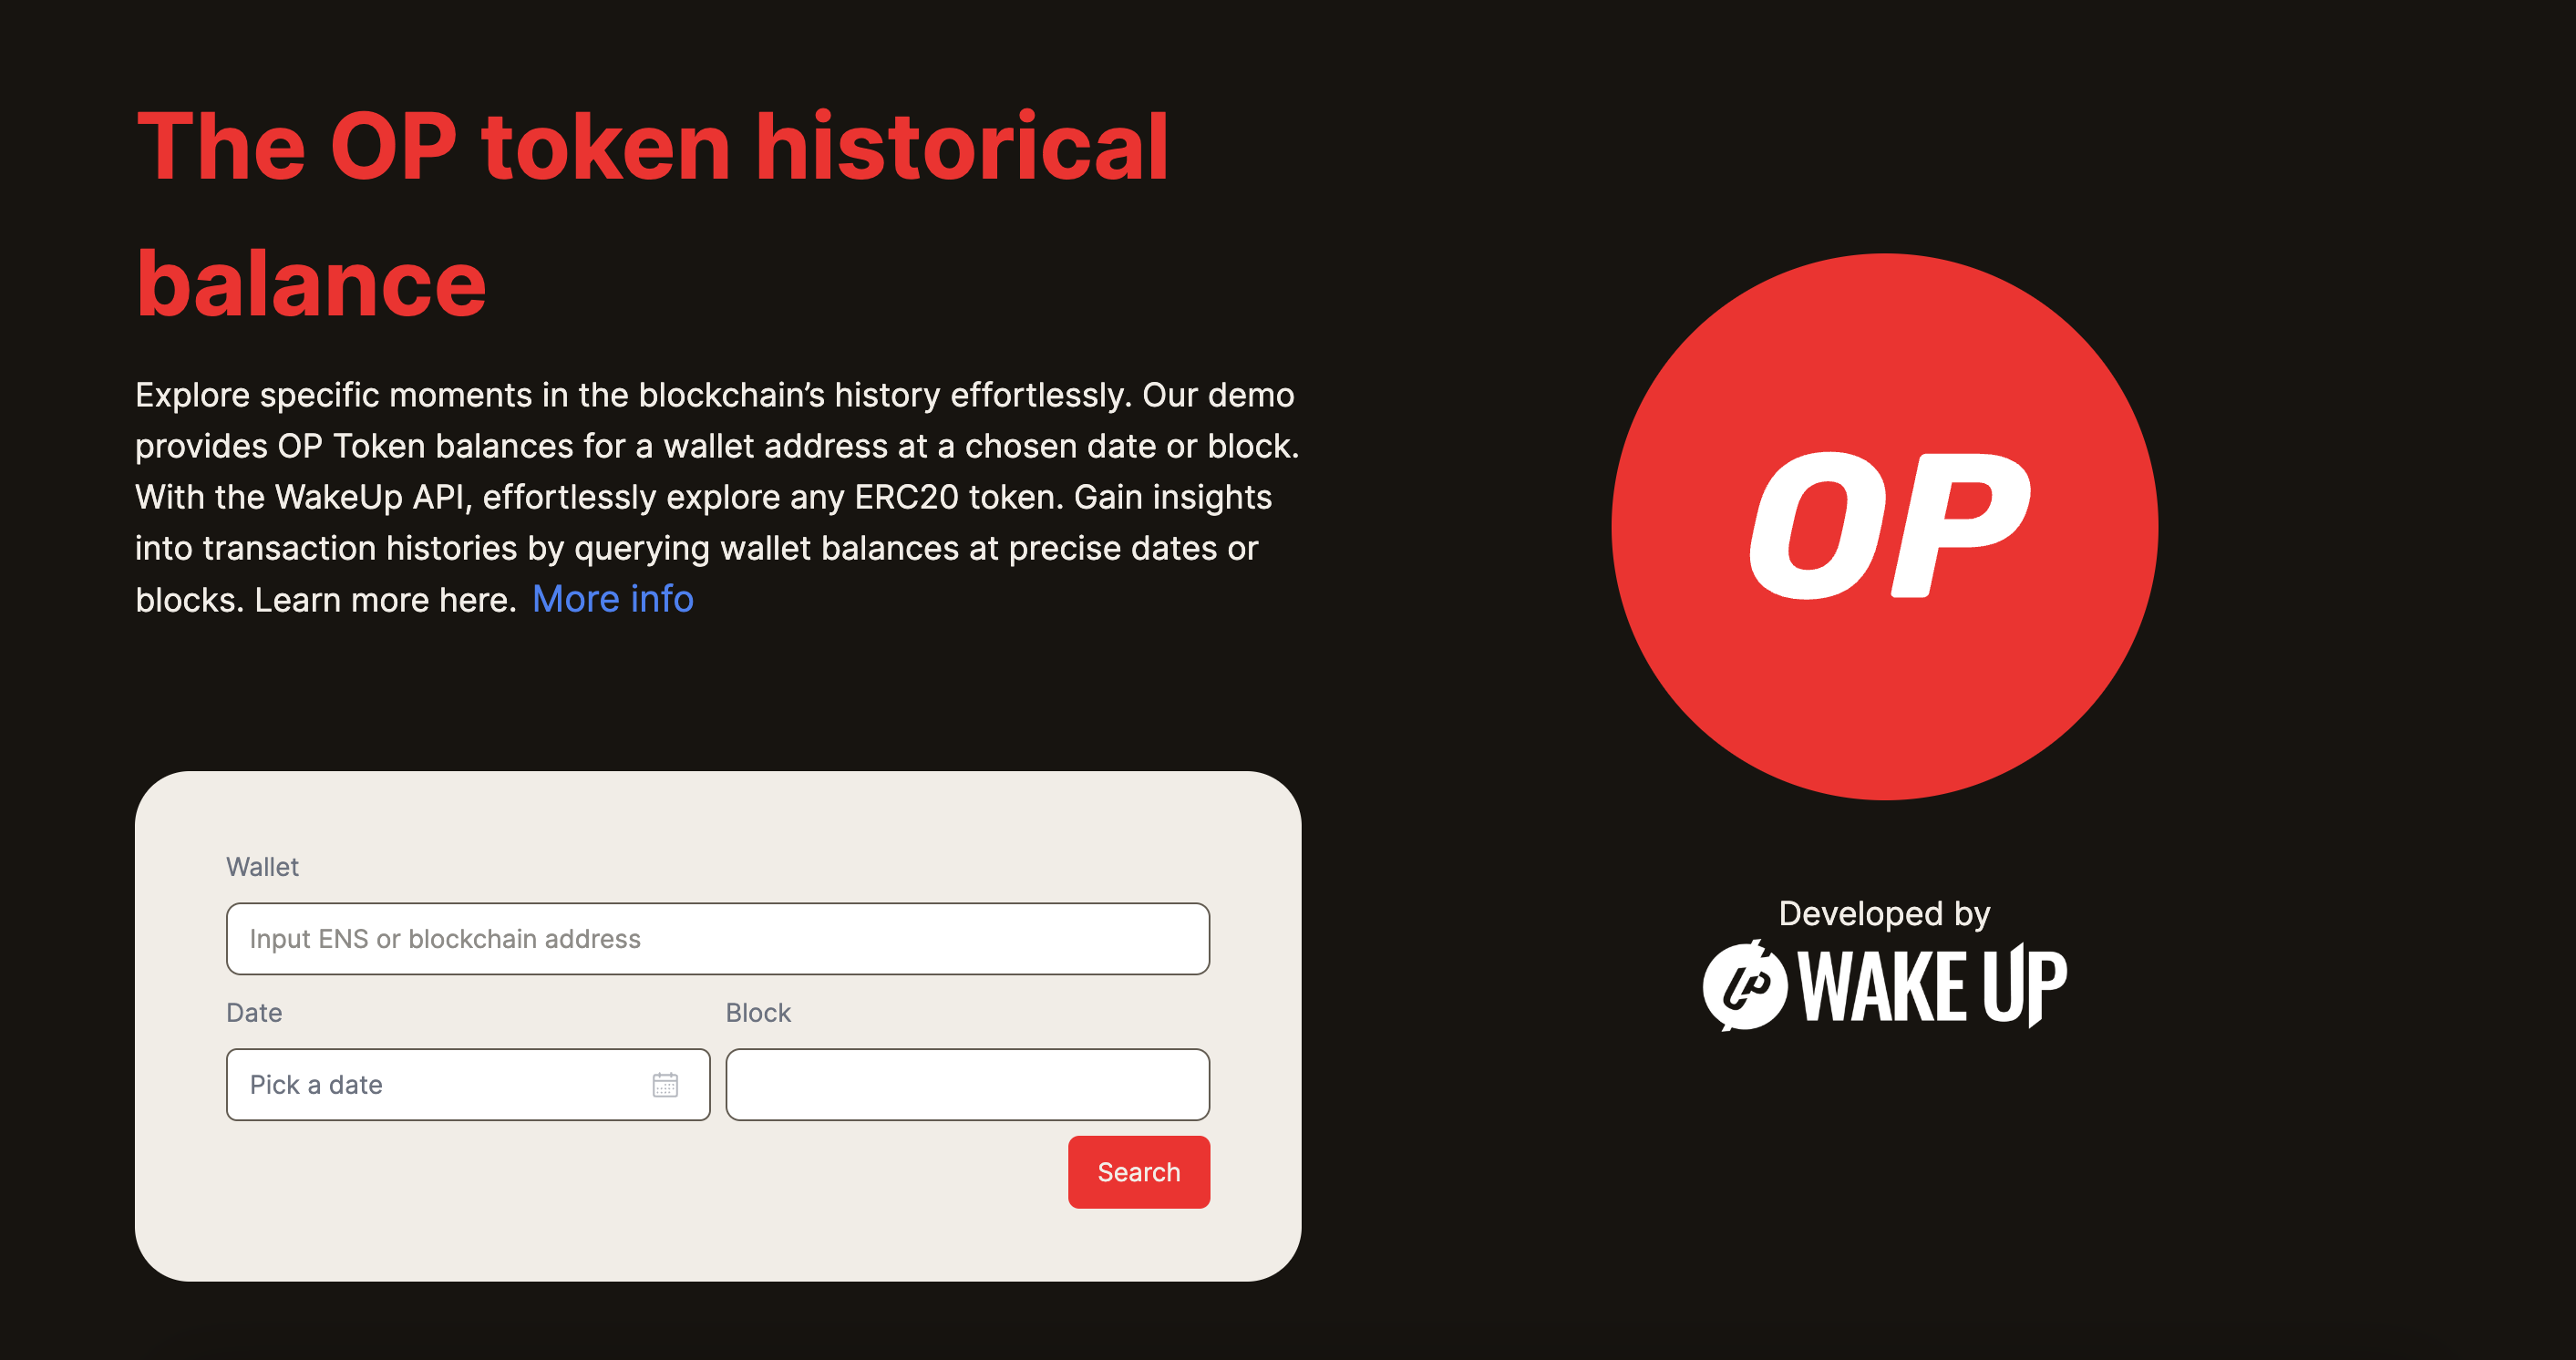 The OP token historical
balance
Explore specific moments in the blockchain’s history effortlessly. Our demo
provides OP Token balances for a wallet address at a chosen date or block.
With the WakeUp API, effortlessly explore any ERC20 token. Gain insights
into transaction histories by querying wallet balances at precise dates or
blocks. Learn more here. More info
Wallet
Input ENS or blockchain address
Date
Block
Pick a date
Search
OP
Developed by
UP WAKE UP